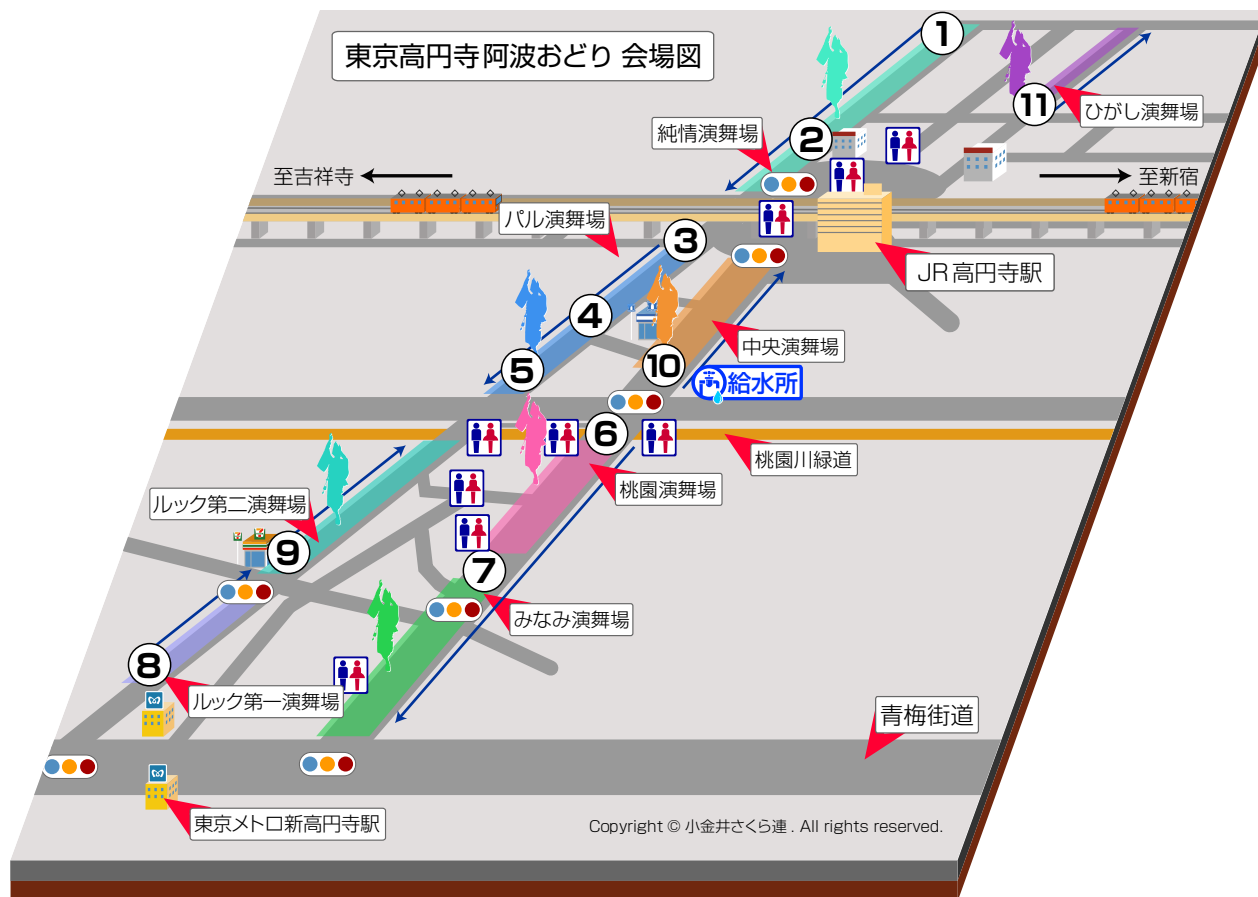 東京高円寺阿波おどり 会場図
①
⑪
ひがし演舞場
純情演舞場
②
至吉祥寺
至新宿
パル演舞場
③
JR高円寺駅
④
中央演舞場
⑤
⑩
給水所
⑥
桃園川緑道
桃園演舞場
ルック第二演舞場
⑨
⑦
みなみ演舞場
⑧
ルック第一演舞場
青梅街道
東京メトロ新高円寺駅
Copyright © 小金井さくら連 . All rights reserved.